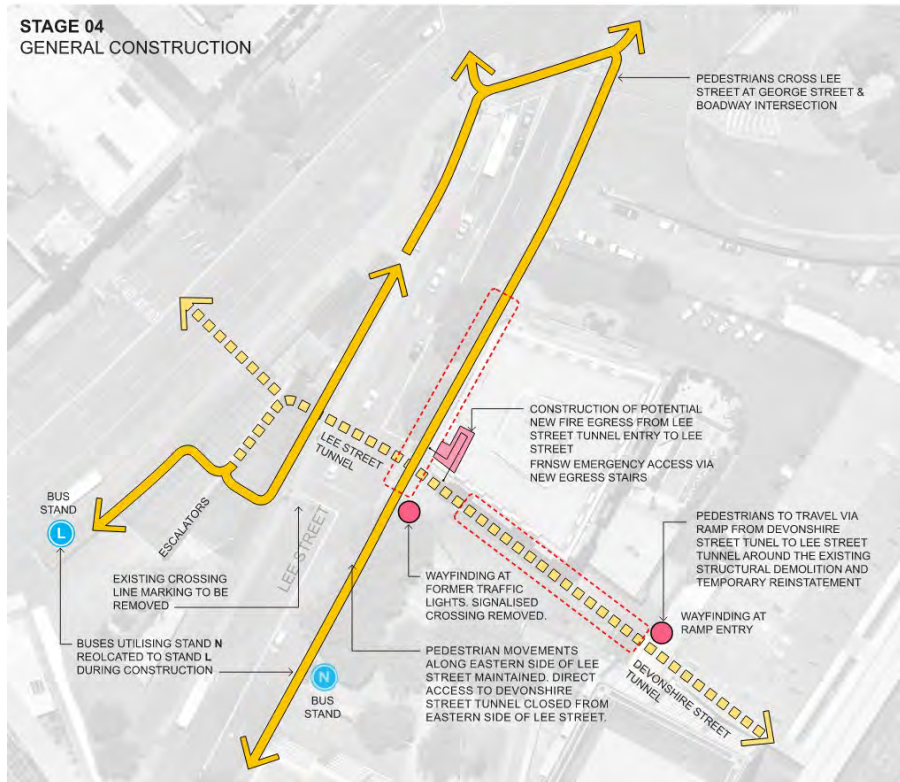 STAGE 04
GENERAL CONSTRUCTION
PEDESTRIANS CROSS LEE
STREET AT GEORGE STREET &
BOADWAY INTERSECTION
CONSTRUCTION OF POTENTIAL
NEW FIRE EGRESS FROM LEE
STREET TUNNEL ENTRY TO LEE
STREET
FRNSW EMERGENCY ACCESS VIA
NEW EGRESS STAIRS
LEE STREET
TUNNEL
BUS
STAND
L
ESCALATORS
LEE STREET
PEDESTRIANS TO TRAVEL VIA
RAMP FROM DEVONSHIRE
STREET TUNEL TO LEE STREET
TUNNEL AROUND THE EXISTING
STRUCTURAL DEMOLITION AND
TEMPORARY REINSTATEMENT
EXISTING CROSSING
LINE MARKING TO BE
REMOVED
WAYFINDING AT
FORMER TRAFFIC
LIGHTS. SIGNALISED
CROSSING REMOVED.
WAYFINDING AT
RAMP ENTRY
BUSES UTILISING STAND N
REOLCATED TO STAND L
DURING CONSTRUCTION
N
BUS
STAND
PEDESTRIAN MOVEMENTS
ALONG EASTERN SIDE OF LEE
STREET MAINTAINED. DIRECT
ACCESS TO DEVONSHIRE
STREET TUNNEL CLOSED FROM
EASTERN SIDE OF LEE STREET.
DEVONSHIRE STREET
TUNNEL